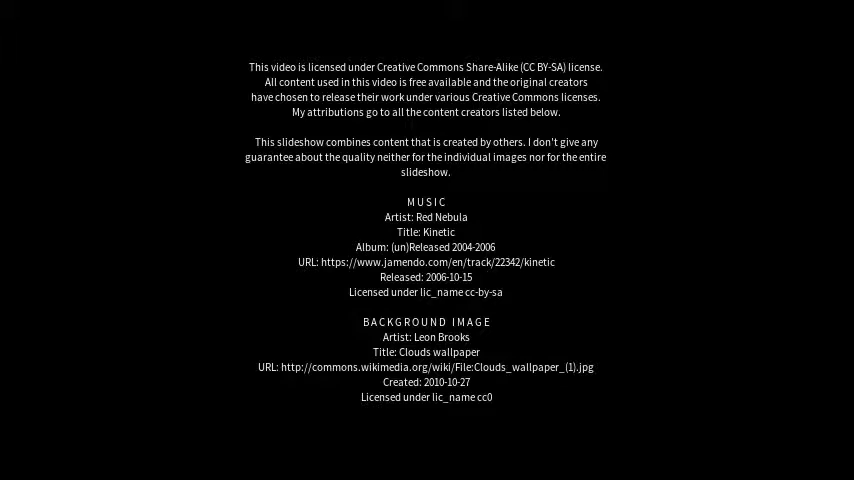 This video is licensed under Creative Commons Share-Alike (CC BY-SA) license.
All content used in this video is free available and the original creators
have chosen to release their work under various Creative Commons licenses.
My attributions go to all the content creators listed below.
This slideshow combines content that is created by others. I don't give any
guarantee about the quality neither for the individual images nor for the entire
slideshow.
M U S I C
Artist: Red Nebula
Title: Kinetic
Album: (un)Released 2004-2006
URL: https://www.jamendo.com/en/track/22342/kinetic
Released: 2006-10-15
Licensed under lic_name cc-by-sa
B A C K G R O U N D  I M A G E
Artist: Leon Brooks
Title: Clouds wallpaper
URL: http://commons.wikimedia.org/wiki/File:Clouds_wallpaper_(1).jpg
Created: 2010-10-27
Licensed under lic_name cc0